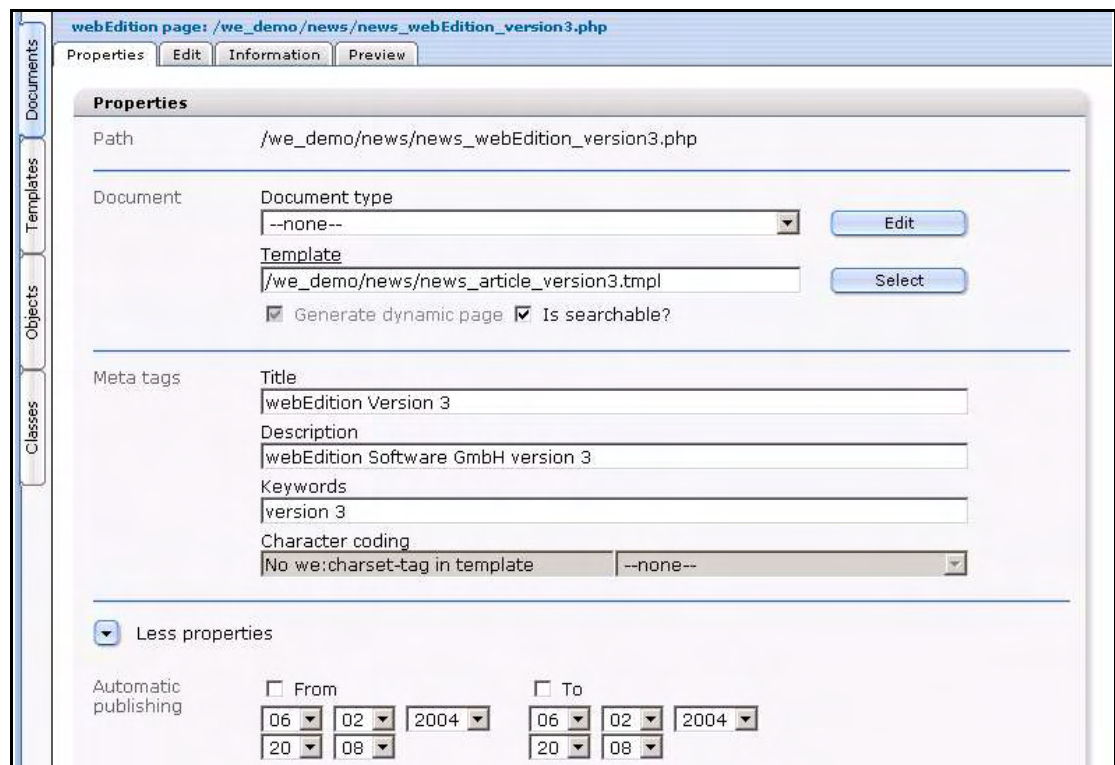 webEdition page: /we_demo/news/news_webEdition_version3.php
Properties Edit Information Preview
Documents
Templates
Objects
Classes
Properties
Path /we_demo/news/news_webEdition_version3.php
Document Document type
--none-- Edit
Template
/we_demo/news/news_article_version3.tmpl Select
Generate dynamic page Is searchable?
Meta tags Title
webEdition Version 3
Description
webEdition Software GmbH version 3
Keywords
version 3
Character coding
No we:charset-tag in template --none--
Less properties
Automatic publishing From To
06 02 2004 06 02 2004
20 08 20 08